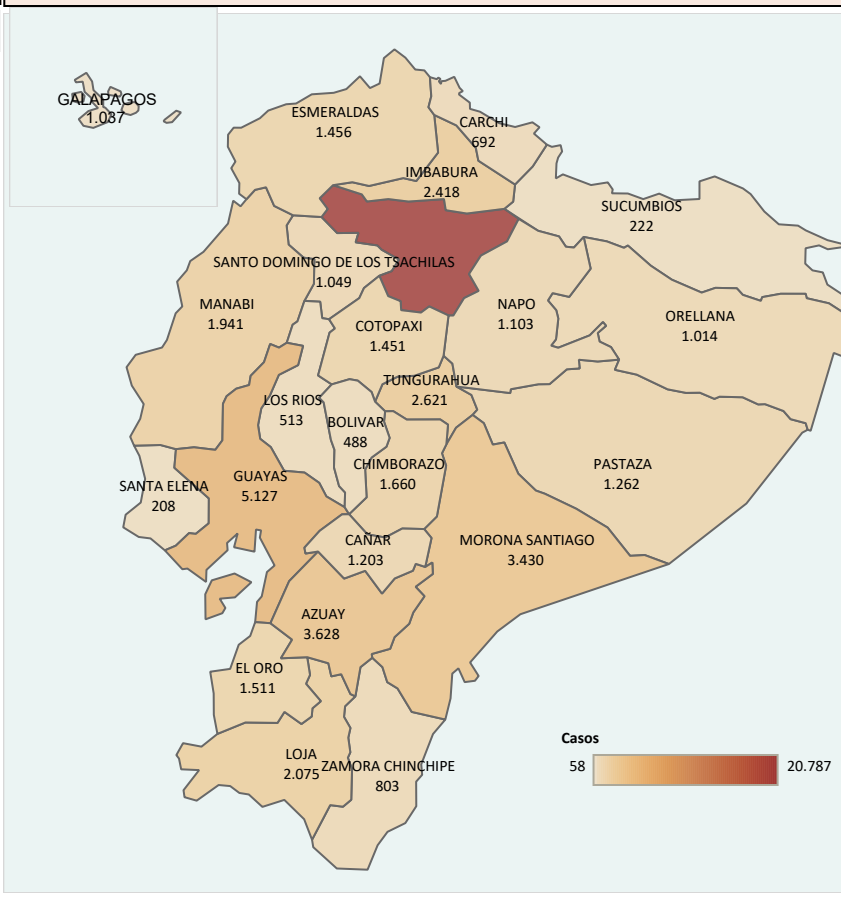 GALAPAGOS
1.087
ESMERALDAS
1.456
CARCHI
692
IMBABURA
2.418
SUCUMBIOS
222
SANTO DOMINGO DE LOS TSACHILAS
1.049
MANABI
1.941
COTOPAXI
1.451
NAPO
1.103
ORELLANA
1.014
TUNGURAHUA
2.621
LOS RIOS
513
BOLIVAR
488
CHIMBORAZO
1.660
PASTAZA
1.262
SANTA ELENA
208
GUAYAS
5.127
CAÑAR
1.203
MORONA SANTIAGO
3.430
AZUAY
3.628
EL ORO
1.511
LOJA
2.075
ZAMORA CHINCHIPE
803
Casos
58 20.787